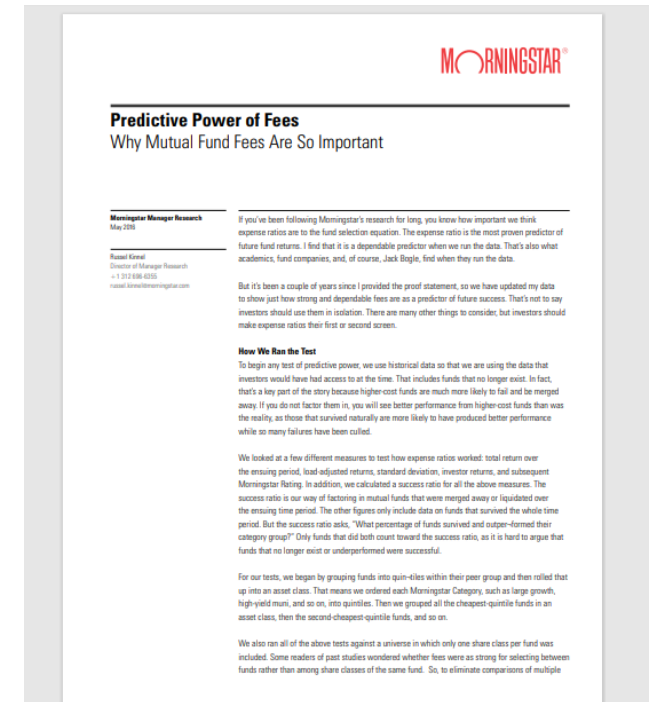 MORNINGSTAR®
Predictive Power of Fees
Why Mutual Fund Fees Are So Important
Morningstar Manager Research
May 2016
Russel Kinnel
Director of Manager Research
+1 312 696-6255
russel.kinnel@morningstar.com
If you've been following Morningstar's research for long, you know how important we think
expense ratios are to the fund selection equation. The expense ratio is the most proven predictor of
future fund returns. I find that it is a dependable predictor when we run the data. That's also what
academics, fund companies, and, of course, Jack Bogle, find when they run the data.
But it's been a couple of years since I provided the proof statement, so we have updated my data
to show just how strong and dependable fees are as a predictor of future success. That's not to say
investors should use them in isolation. There are many other things to consider, but investors should
make expense ratios their first or second screen.
How We Ran the Test
To begin any test of predictive power, we use historical data so that we are using the data that
investors would have had access to at the time. That includes funds that no longer exist. In fact,
that's a key part of the story because higher-cost funds are much more likely to fail and be merged
away. If you do not factor them in, you will see better performance from higher-cost funds than was
the reality, as those that survived naturally are more likely to have produced better performance
while so many failures have been culled.
We looked at a few different measures to test how expense ratios worked: total return over
the ensuing period, load-adjusted returns, standard deviation, investor returns, and subsequent
Morningstar Rating. In addition, we calculated a success ratio for all the above measures. The
success ratio is our way of factoring in mutual funds that were merged away or liquidated over
the ensuing time period. The other figures only include data on funds that survived the whole time
period. But the success ratio asks, "What percentage of funds survived and outper–formed their
category group?" Only funds that did both count toward the success ratio, as it is hard to argue that
funds that no longer exist or underperformed were successful.
For our tests, we began by grouping funds into quin–tiles within their peer group and then rolled that
up into an asset class. That means we ordered each Morningstar Category, such as large growth,
high-yield muni, and so on, into quintiles. Then we grouped all the cheapest-quintile funds in an
asset class, then the second-cheapest-quintile funds, and so on.
We also ran all of the above tests against a universe in which only one share class per fund was
included. Some readers of past studies wondered whether fees were as strong for selecting between
funds rather than among share classes of the same fund. So, to eliminate comparisons of multiple